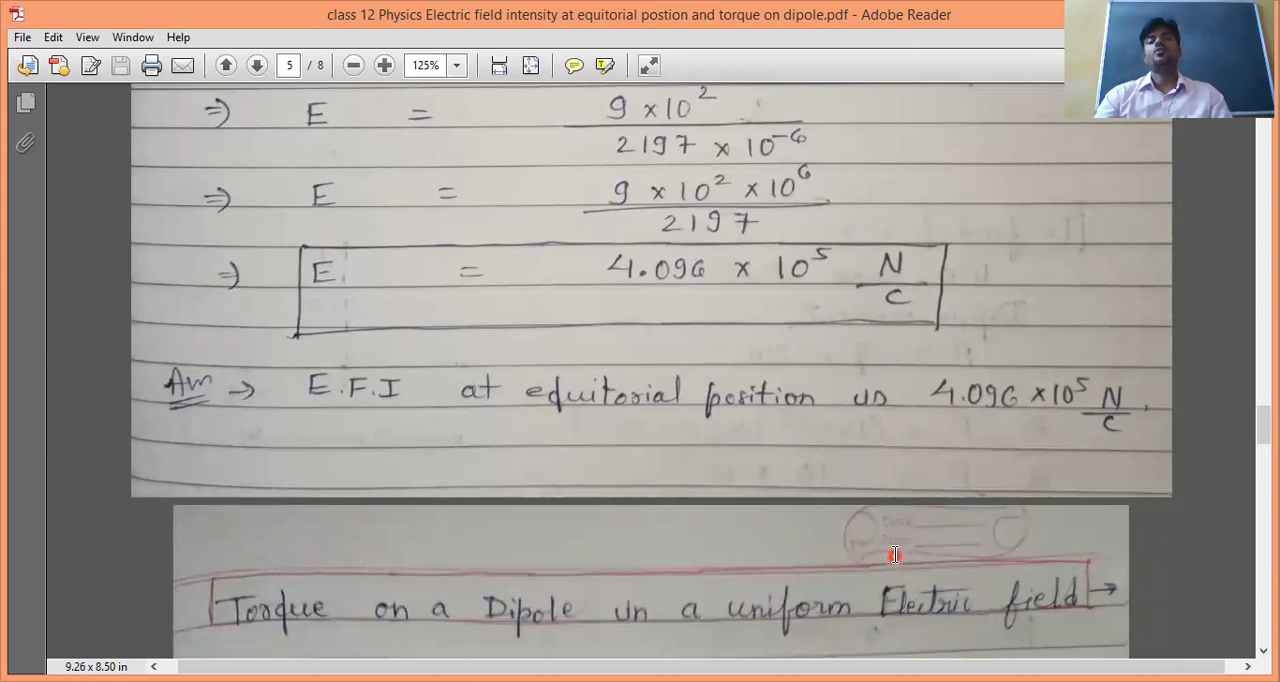 class 12 Physics Electric field intensity at equitorial postion and torque on dipole.pdf - Adobe Reader
File Edit View Window Help
5 / 8 125%
=> E = 9 × 10² / 2197 × 10⁻⁶
=> E = 9 × 10² × 10⁶ / 2197
=> E = 4.096 × 10⁵ N/C
Ans → E.F.I at equitorial position is 4.096 × 10⁵ N/C.
Date
Torque on a Dipole in a uniform Electric field →
9.26 x 8.50 in